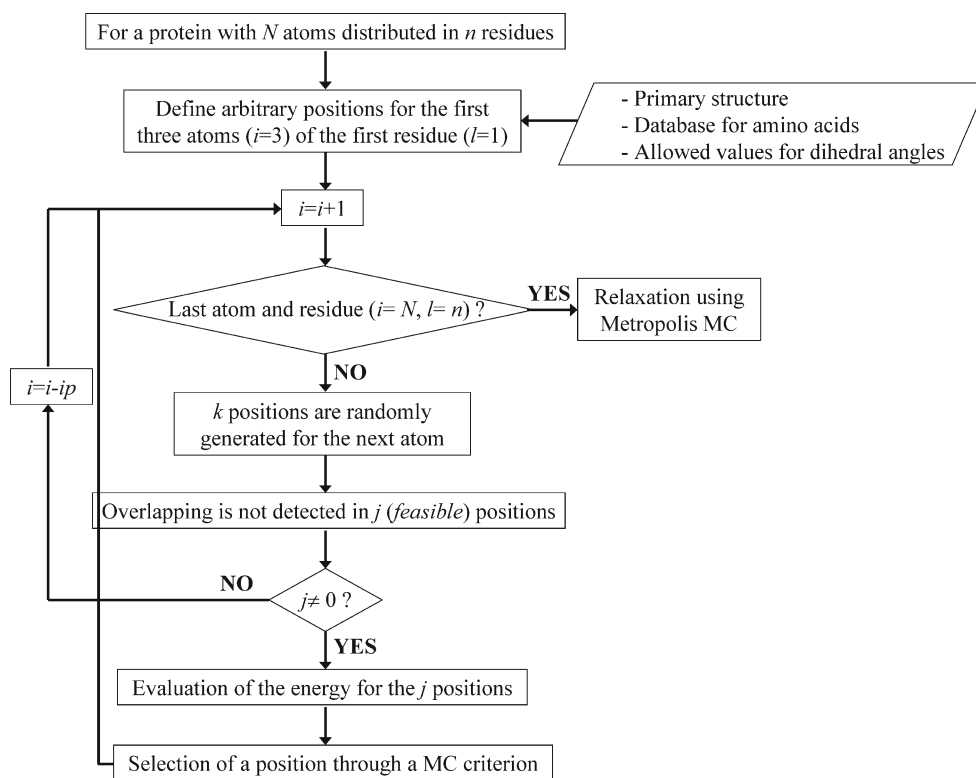 For a protein with N atoms distributed in n residues
Define arbitrary positions for the first
three atoms (i=3) of the first residue (l=1)
- Primary structure
- Database for amino acids
- Allowed values for dihedral angles
i=i+1
Last atom and residue (i= N, l= n) ?
YES
Relaxation using
Metropolis MC
NO
i=i-ip
k positions are randomly
generated for the next atom
Overlapping is not detected in j (feasible) positions
NO
j≠ 0 ?
YES
Evaluation of the energy for the j positions
Selection of a position through a MC criterion